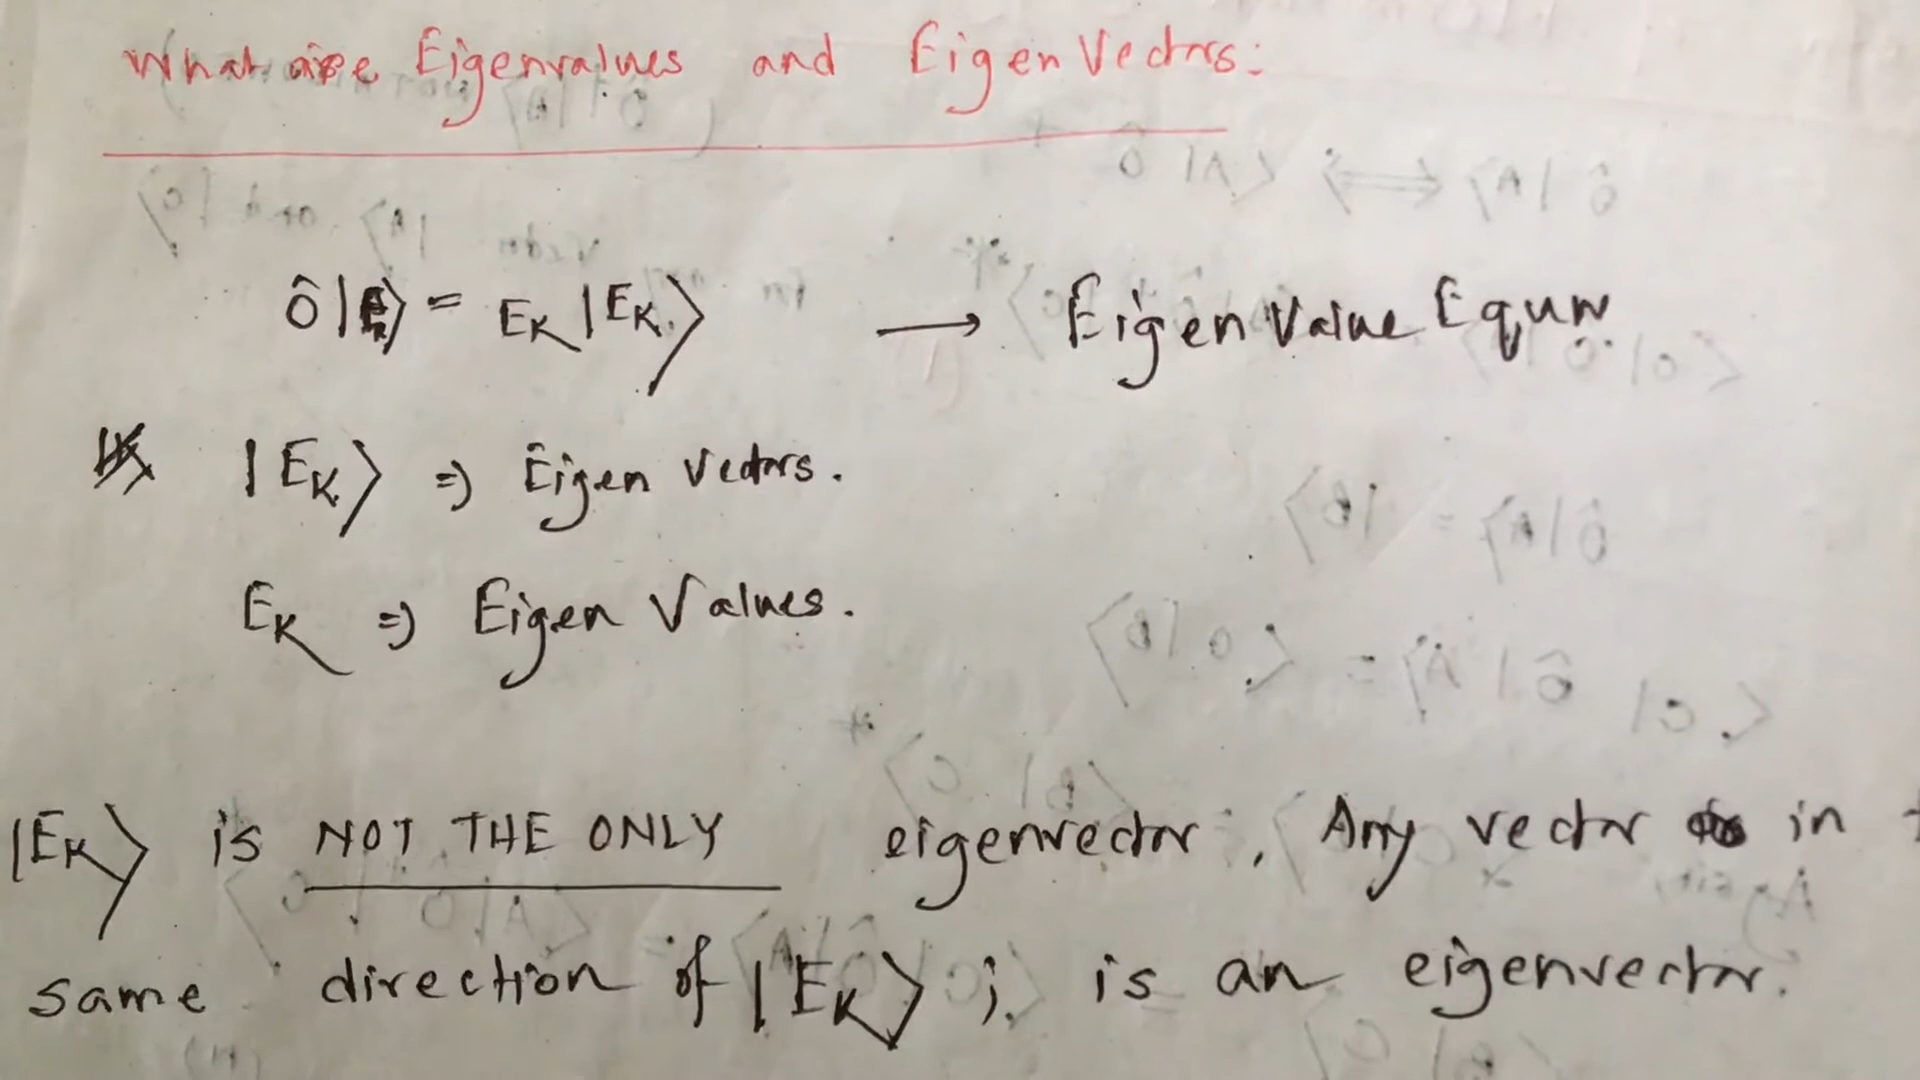 What are Eigenvalues and Eigen Vectors:
Ô|E⟩ = E_K |E_K⟩ → Eigen Value Equn.
|E_K⟩ ⇒ Eigen Vectors.
E_K ⇒ Eigen Values.
|E_K⟩ is NOT THE ONLY eigenvector. Any vector in
same direction of |E_K⟩; is an eigenvector.